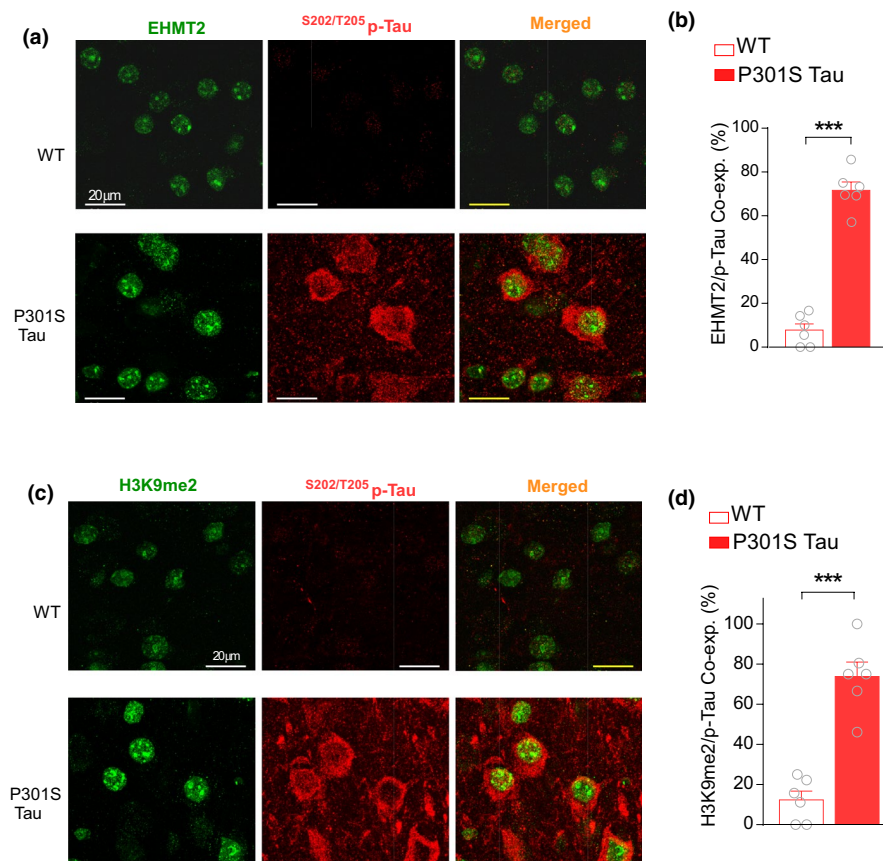 (a)
EHMT2
S202/T205 p-Tau
Merged
WT
20µm
P301S
Tau
(b)
WT
P301S Tau
EHMT2/p-Tau Co-exp. (%)
100
80
60
40
20
0
***
(c)
H3K9me2
S202/T205 p-Tau
Merged
WT
20µm
P301S
Tau
(d)
WT
P301S Tau
H3K9me2/p-Tau Co-exp. (%)
100
80
60
40
20
0
***